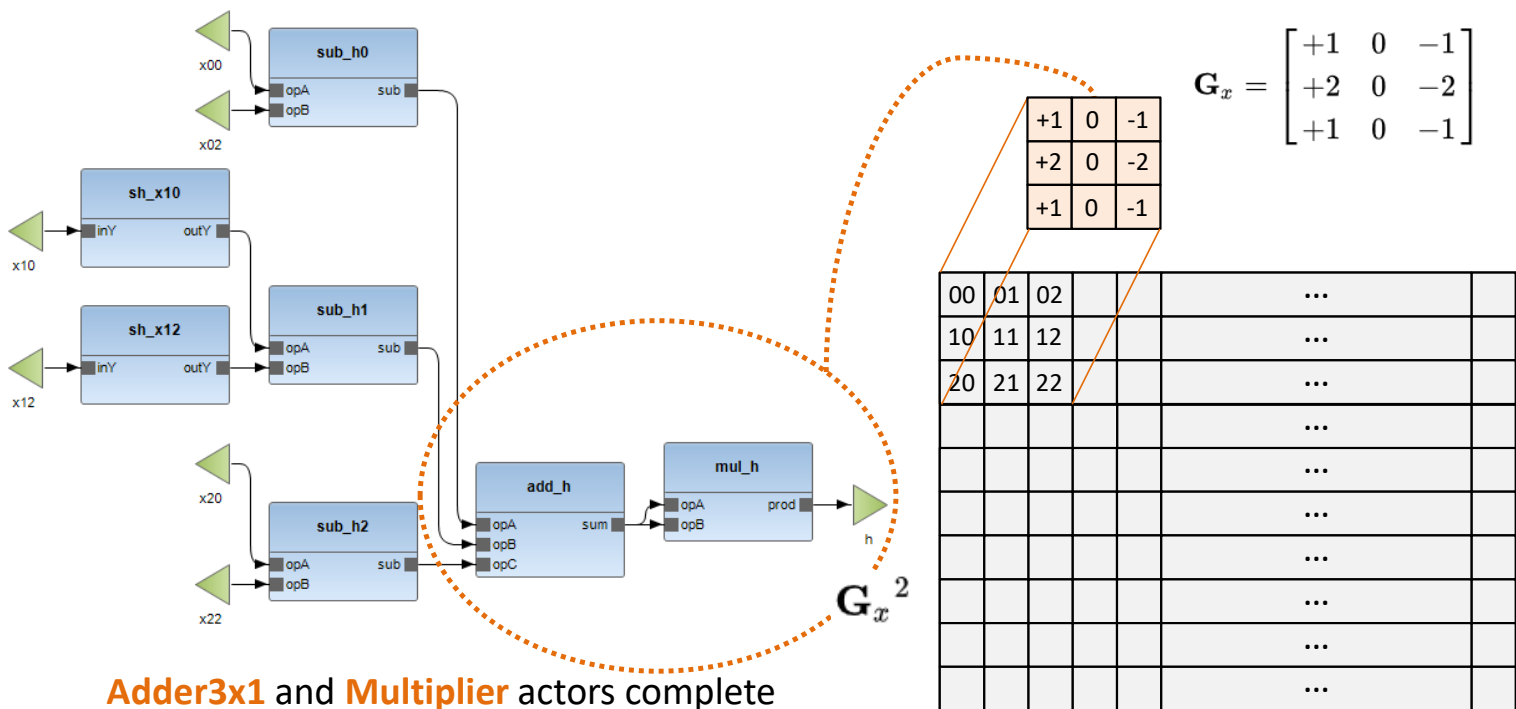 x00
x02
sub_h0
opA sub
opB
sh_x10
inY outY
x10
sh_x12
inY outY
x12
sub_h1
opA sub
opB
x20
x22
sub_h2
opA sub
opB
add_h
opA sum
opB
opC
mul_h
opA prod
opB
h
𝐆ₓ²
Adder3x1 and Multiplier actors complete
+1 0 -1
+2 0 -2
+1 0 -1
𝐆ₓ = [+1 0 −1
+2 0 −2
+1 0 −1]
00 01 02 ...
10 11 12 ...
20 21 22 ...
...
...
...
...
...
...
...